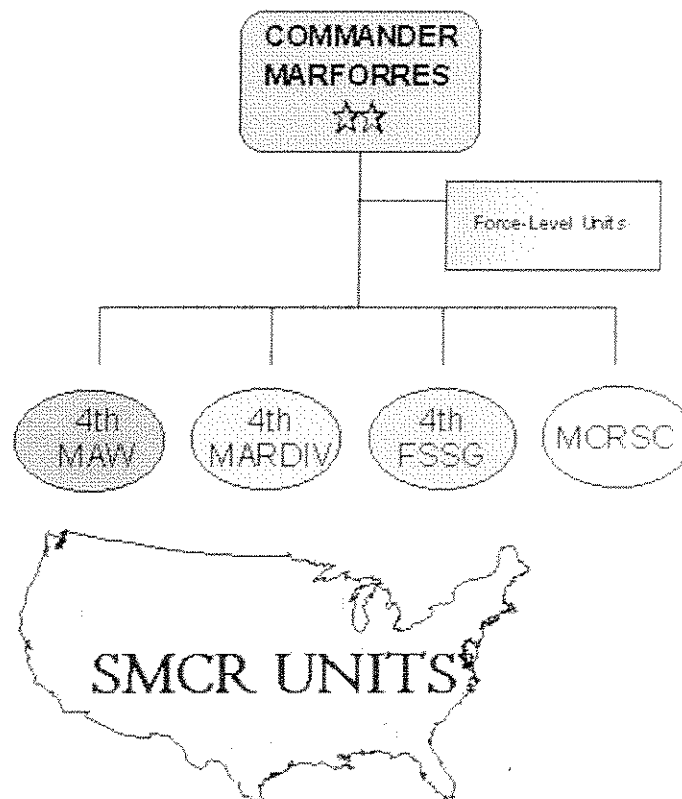 COMMANDER
MARFORRES
Force-Level Units
4th
MAW
4th
MARDIV
4th
FSSG
MCRSC
SMCR UNITS